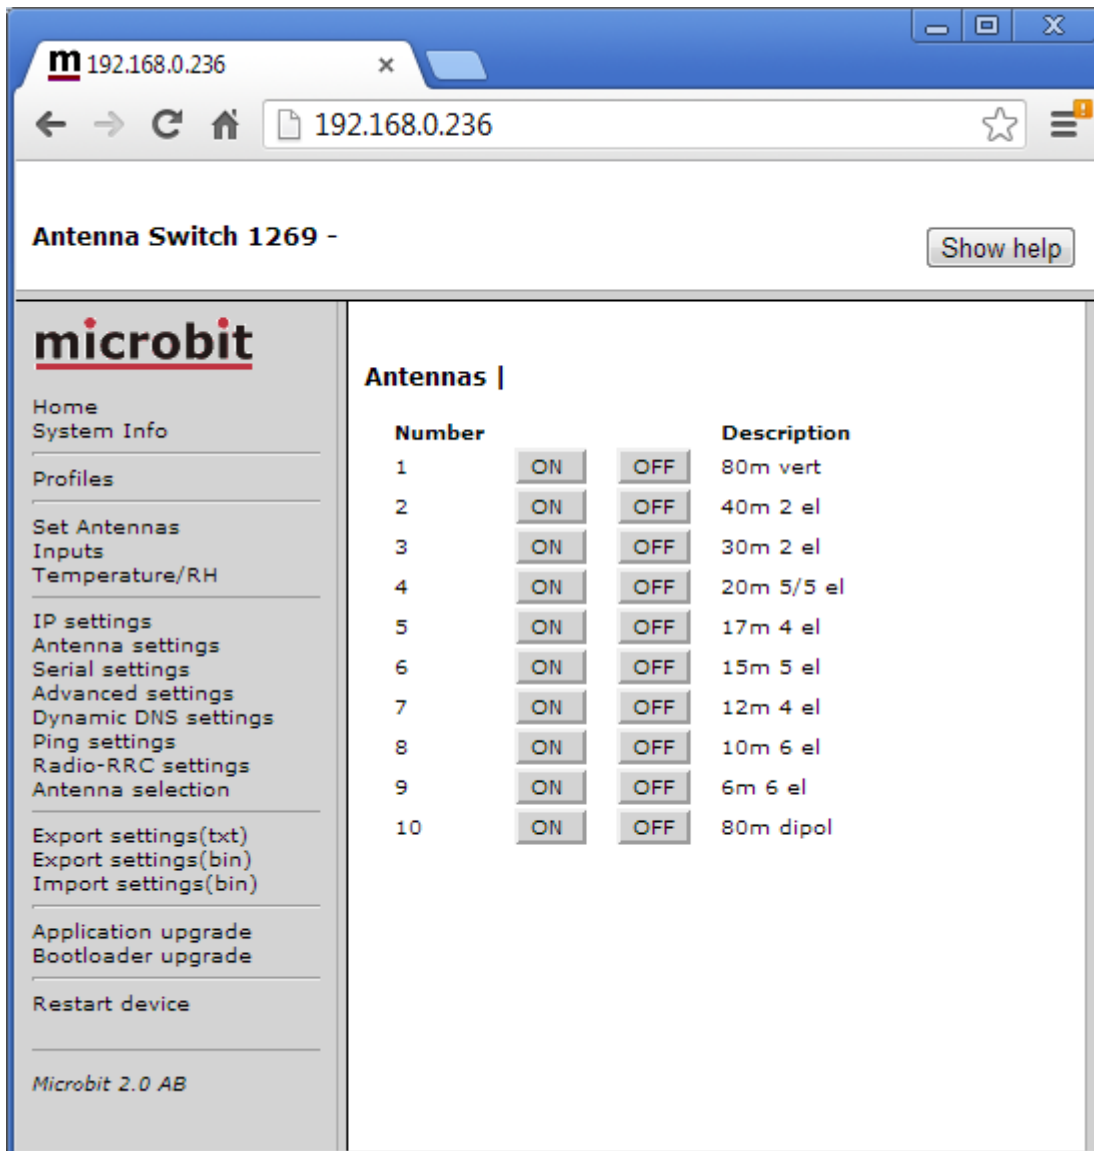 m 192.168.0.236 ×
192.168.0.236
Antenna Switch 1269 -
Show help
microbit
Home
System Info
Profiles
Set Antennas
Inputs
Temperature/RH
IP settings
Antenna settings
Serial settings
Advanced settings
Dynamic DNS settings
Ping settings
Radio-RRC settings
Antenna selection
Export settings(txt)
Export settings(bin)
Import settings(bin)
Application upgrade
Bootloader upgrade
Restart device
Microbit 2.0 AB
Antennas |
Number Description
1 ON OFF 80m vert
2 ON OFF 40m 2 el
3 ON OFF 30m 2 el
4 ON OFF 20m 5/5 el
5 ON OFF 17m 4 el
6 ON OFF 15m 5 el
7 ON OFF 12m 4 el
8 ON OFF 10m 6 el
9 ON OFF 6m 6 el
10 ON OFF 80m dipol